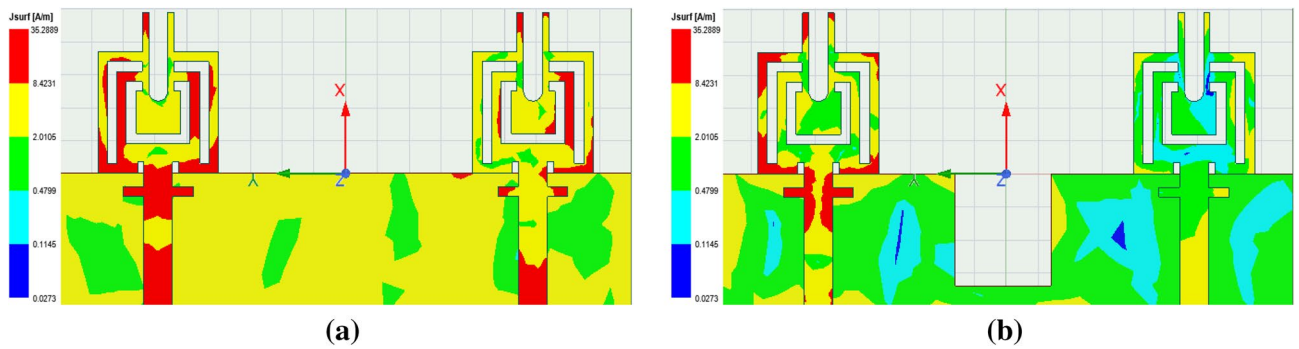 Jsurf [A/m]
35.2889
8.4231
2.0105
0.4799
0.1145
0.0273
X
Y
Z
(a)
Jsurf [A/m]
35.2889
8.4231
2.0105
0.4799
0.1145
0.0273
X
Y
Z
(b)